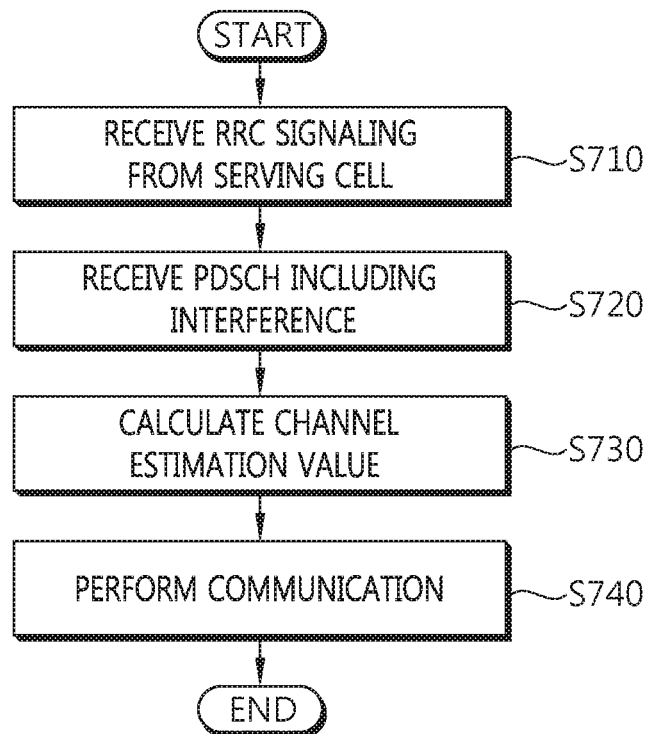 START
RECEIVE RRC SIGNALING
FROM SERVING CELL
S710
RECEIVE PDSCH INCLUDING
INTERFERENCE
S720
CALCULATE CHANNEL
ESTIMATION VALUE
S730
PERFORM COMMUNICATION
S740
END